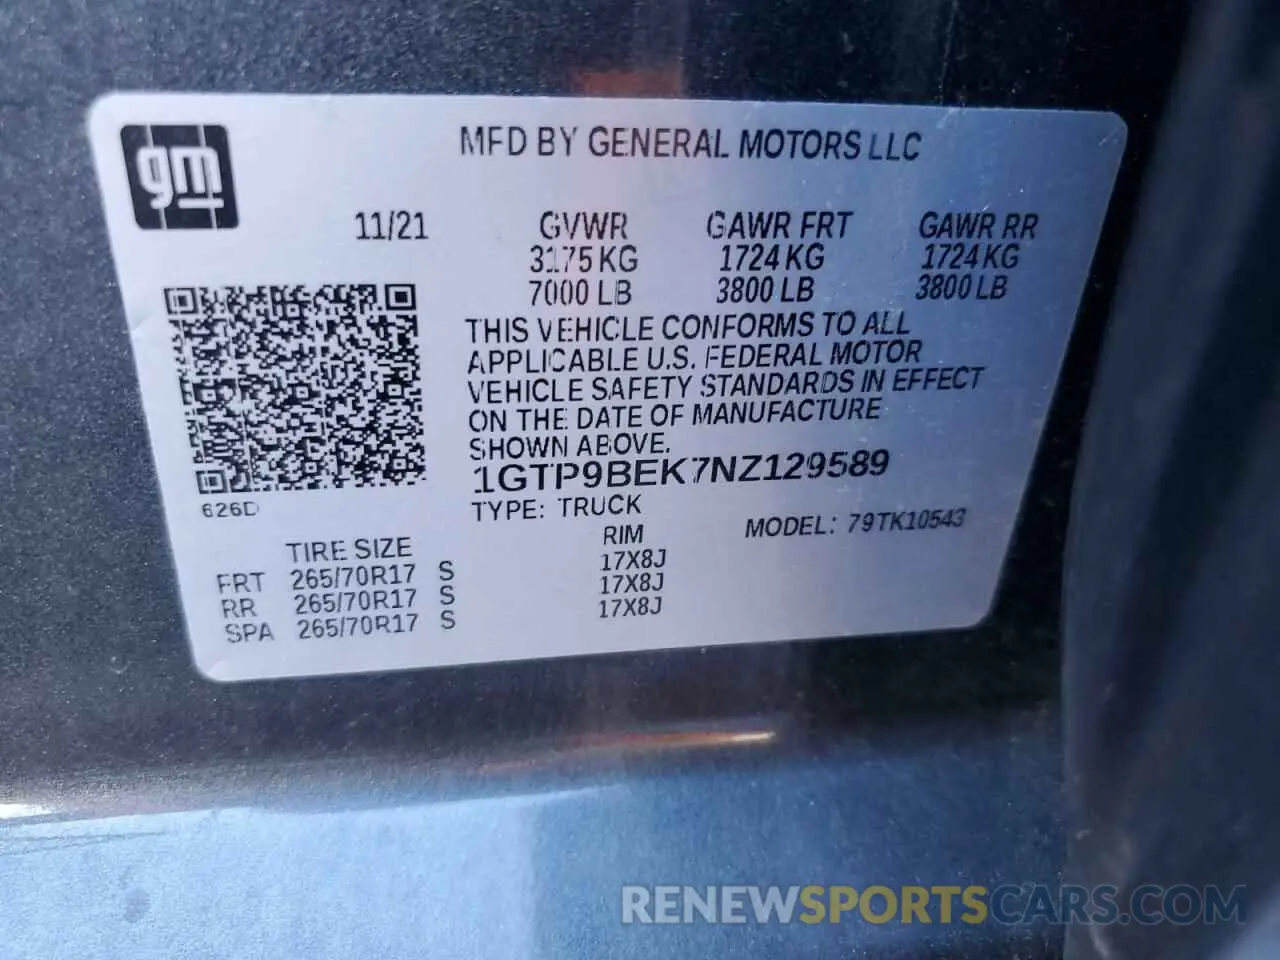 gm
MFD BY GENERAL MOTORS LLC
11/21 GVWR GAWR FRT GAWR RR
3175 KG 1724 KG 1724 KG
7000 LB 3800 LB 3800 LB
THIS VEHICLE CONFORMS TO ALL
APPLICABLE U.S. FEDERAL MOTOR
VEHICLE SAFETY STANDARDS IN EFFECT
ON THE DATE OF MANUFACTURE
SHOWN ABOVE.
1GTP9BEK7NZ129589
626D
TYPE: TRUCK
MODEL: 79TK10543
TIRE SIZE RIM
FRT 265/70R17 S 17X8J
RR 265/70R17 S 17X8J
SPA 265/70R17 S 17X8J
RENEWSPORTSCARS.COM